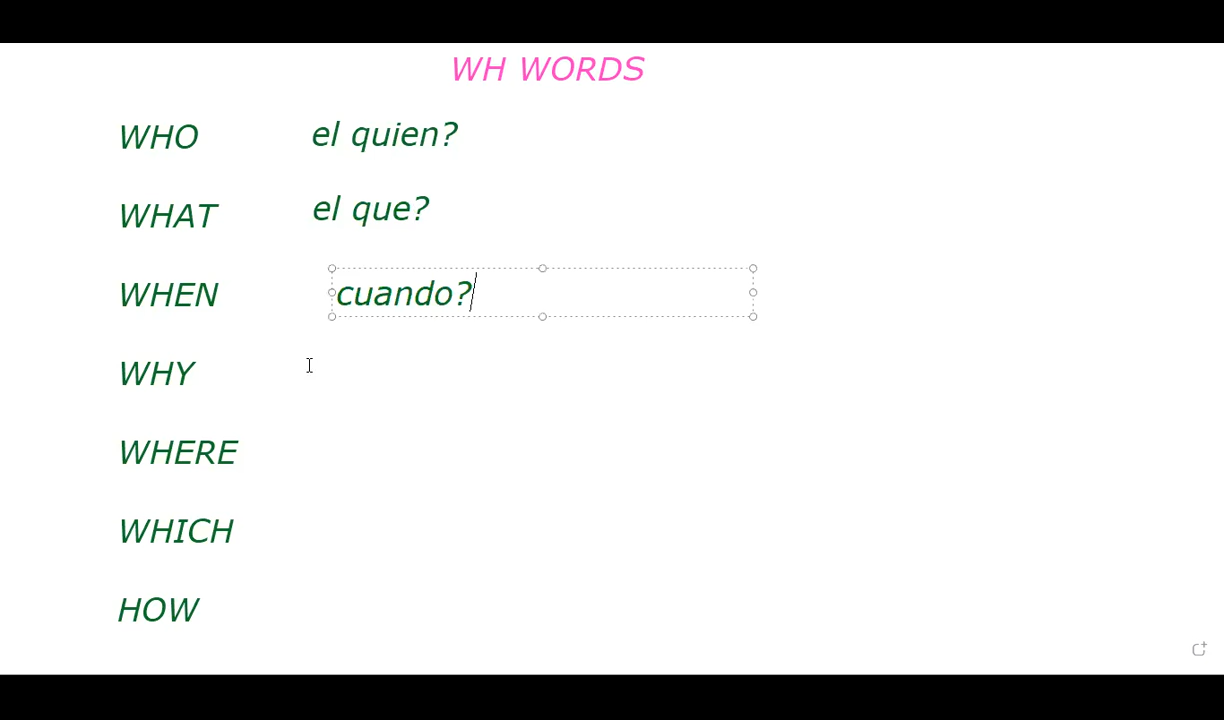 WH WORDS
WHO el quien?
WHAT el que?
WHEN cuando?
WHY
WHERE
WHICH
HOW